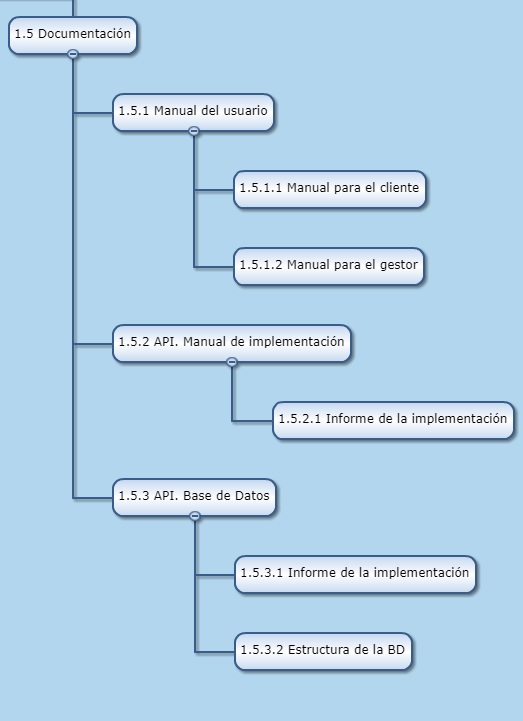 1.5 Documentación
1.5.1 Manual del usuario
1.5.1.1 Manual para el cliente
1.5.1.2 Manual para el gestor
1.5.2 API. Manual de implementación
1.5.2.1 Informe de la implementación
1.5.3 API. Base de Datos
1.5.3.1 Informe de la implementación
1.5.3.2 Estructura de la BD